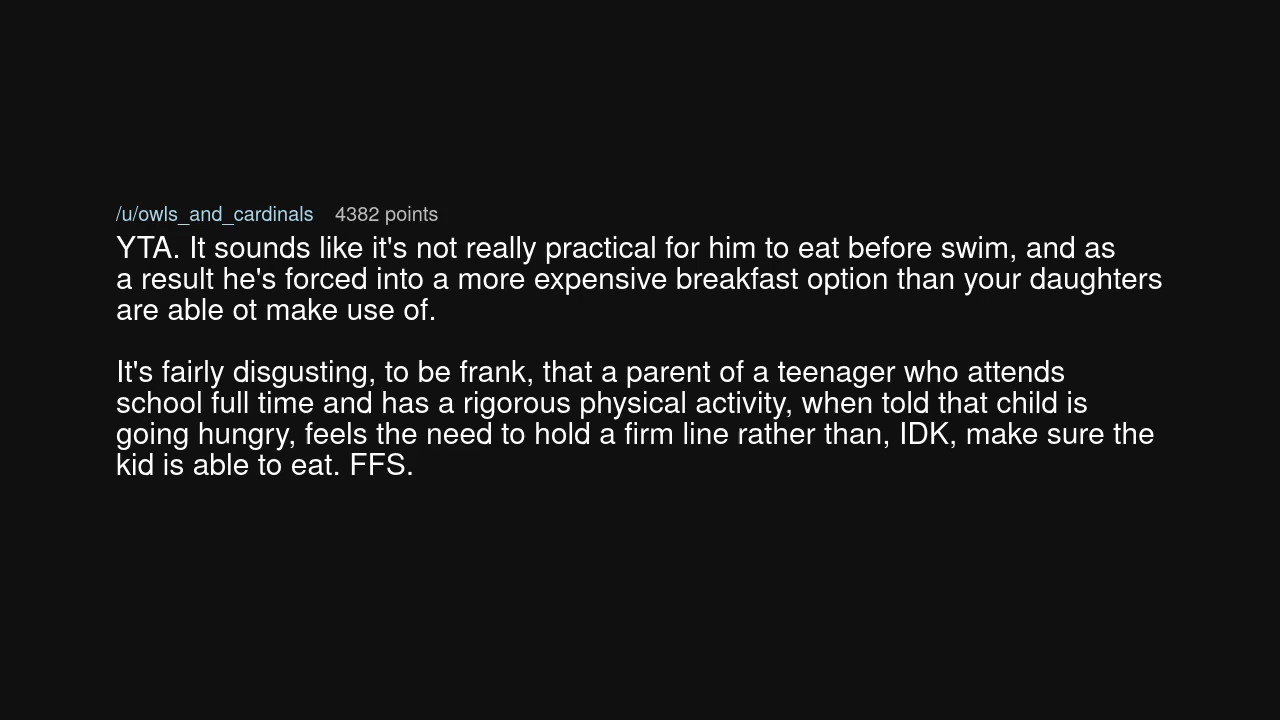 /u/owls_and_cardinals 4382 points
YTA. It sounds like it's not really practical for him to eat before swim, and as
a result he's forced into a more expensive breakfast option than your daughters
are able ot make use of.
It's fairly disgusting, to be frank, that a parent of a teenager who attends
school full time and has a rigorous physical activity, when told that child is
going hungry, feels the need to hold a firm line rather than, IDK, make sure the
kid is able to eat. FFS.